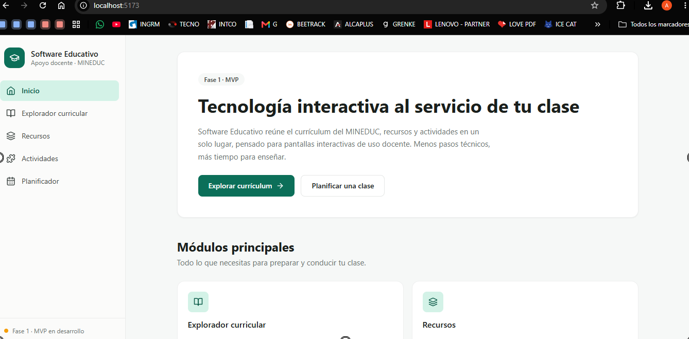 localhost:5173
INGRM
TECNO
INTCO
G
BEETRACK
ALCAPLUS
GRENKE
LENOVO - PARTNER
LOVE PDF
ICE CAT
»
Todos los marcadores
Software Educativo
Apoyo docente · MINEDUC
Inicio
Explorador curricular
Recursos
Actividades
Planificador
Fase 1 · MVP en desarrollo
Fase 1 · MVP
Tecnología interactiva al servicio de tu clase
Software Educativo reúne el currículum del MINEDUC, recursos y actividades en un
solo lugar, pensado para pantallas interactivas de uso docente. Menos pasos técnicos,
más tiempo para enseñar.
Explorar currículum →
Planificar una clase
Módulos principales
Todo lo que necesitas para preparar y conducir tu clase.
Explorador curricular
Recursos